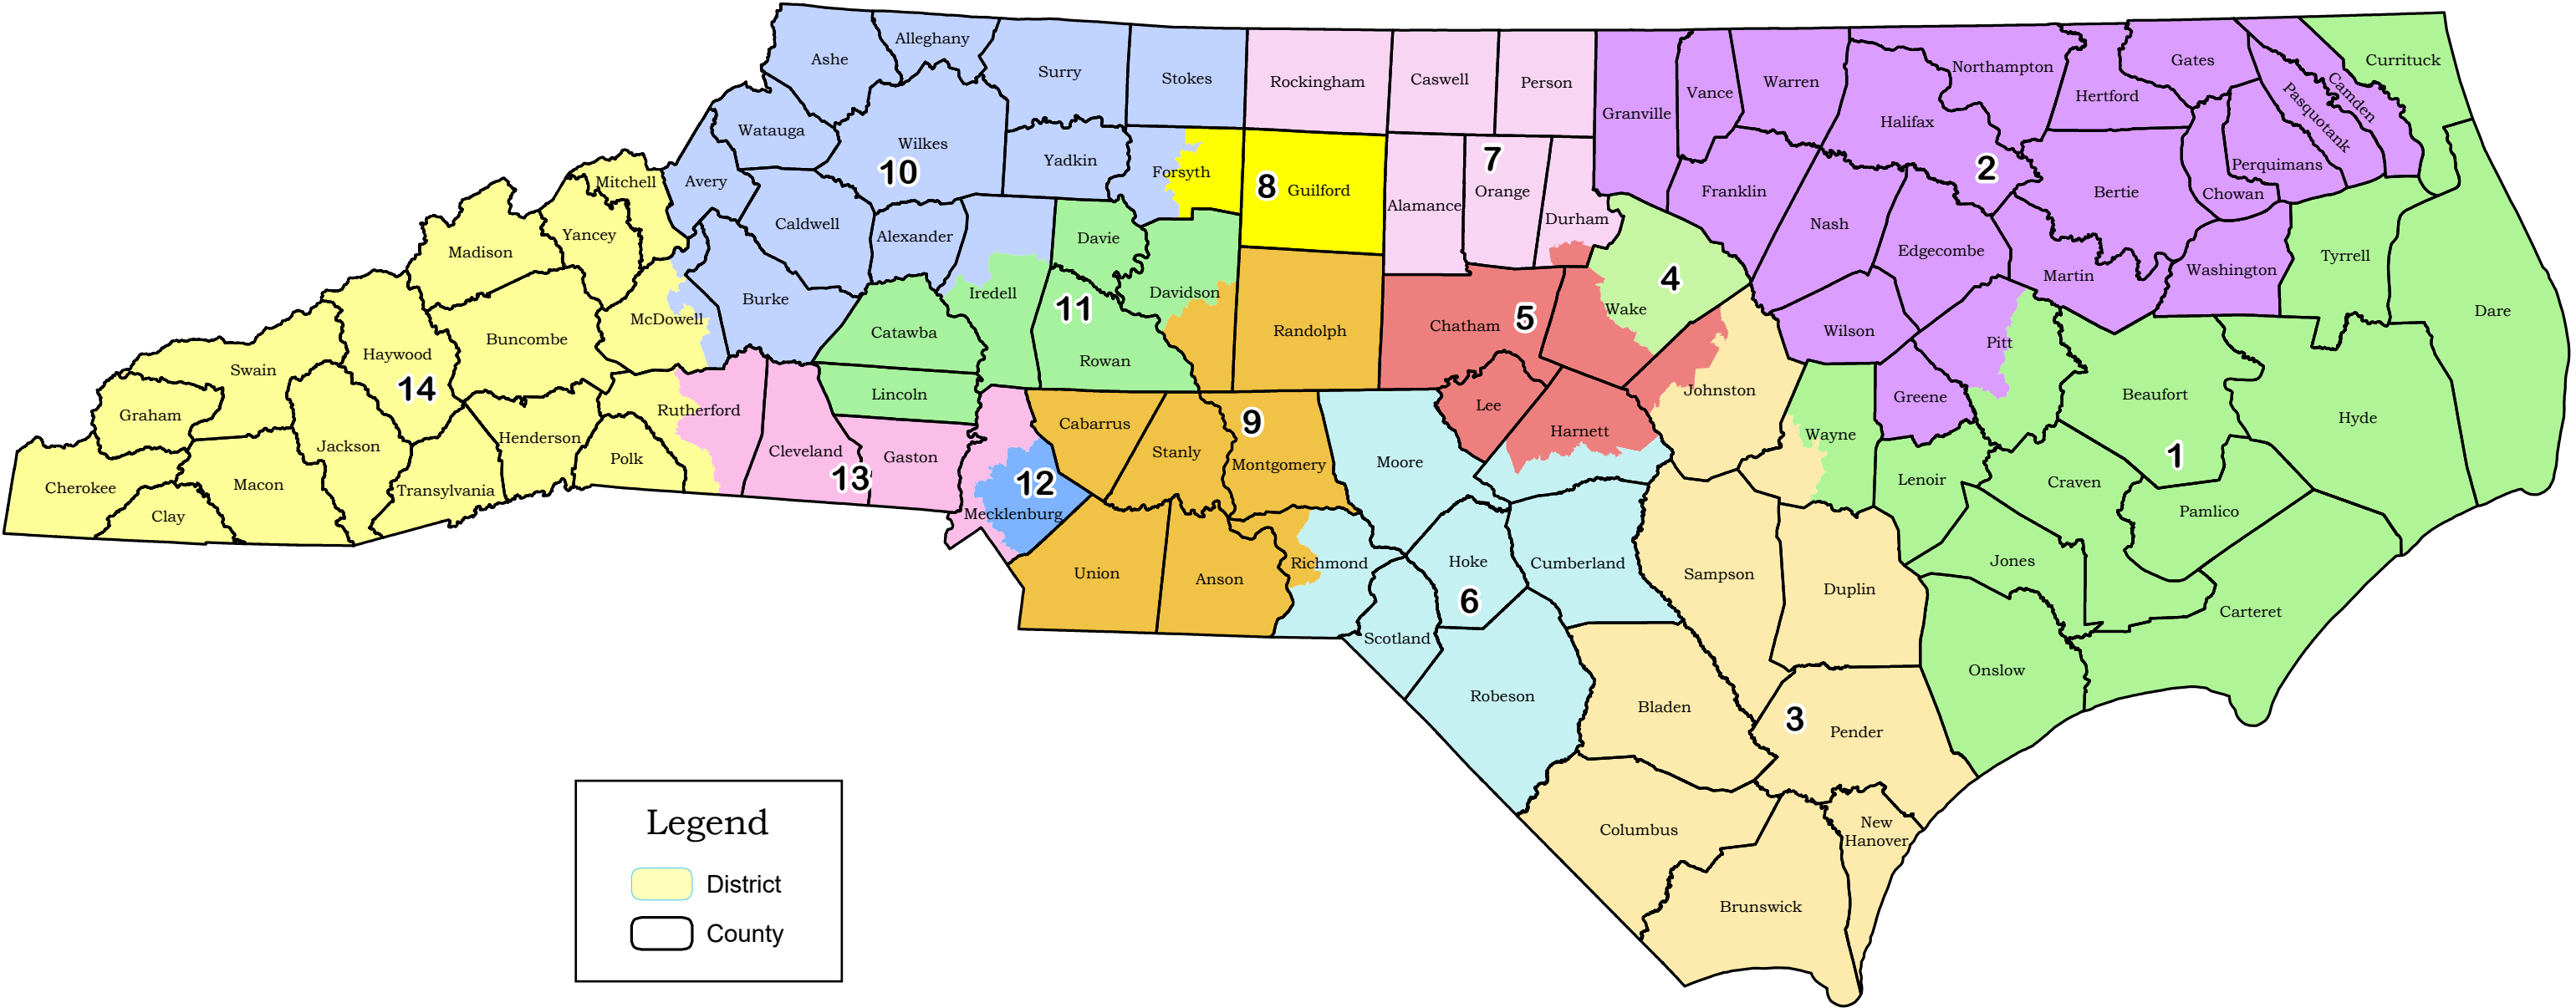 Ashe
Alleghany
Surry
Stokes
Rockingham
Caswell
Person
Granville
Vance
Warren
Northampton
Halifax
Hertford
Gates
Camden
Pasquotank
Currituck
Watauga
Wilkes
10
Yadkin
Forsyth
8
Guilford
Alamance
7
Orange
Durham
Franklin
Nash
Edgecombe
2
Bertie
Perquimans
Chowan
Mitchell
Avery
Caldwell
Alexander
Davie
Madison
Yancey
Burke
Iredell
11
Davidson
Randolph
Chatham
5
Wake
4
Wilson
Martin
Washington
Tyrrell
Dare
McDowell
Buncombe
Haywood
14
Swain
Graham
Catawba
Rowan
Lincoln
Pitt
Greene
Beaufort
Hyde
1
Johnston
Lee
Harnett
Wayne
Rutherford
Cleveland
13
Gaston
Cabarrus
Stanly
9
Montgomery
Moore
Jackson
Henderson
Polk
Transylvania
Macon
Cherokee
Clay
12
Mecklenburg
Lenoir
Craven
Pamlico
Jones
Carteret
Union
Anson
Richmond
Hoke
6
Cumberland
Sampson
Duplin
Scotland
Robeson
Onslow
Bladen
3
Pender
Columbus
New
Hanover
Brunswick
Legend
District
County